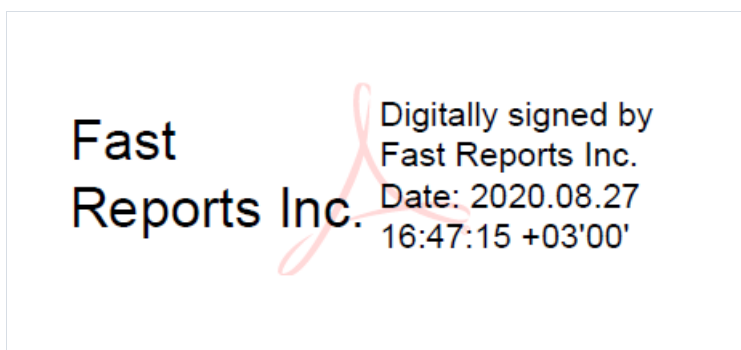 Fast
Reports Inc.
Digitally signed by
Fast Reports Inc.
Date: 2020.08.27
16:47:15 +03'00'